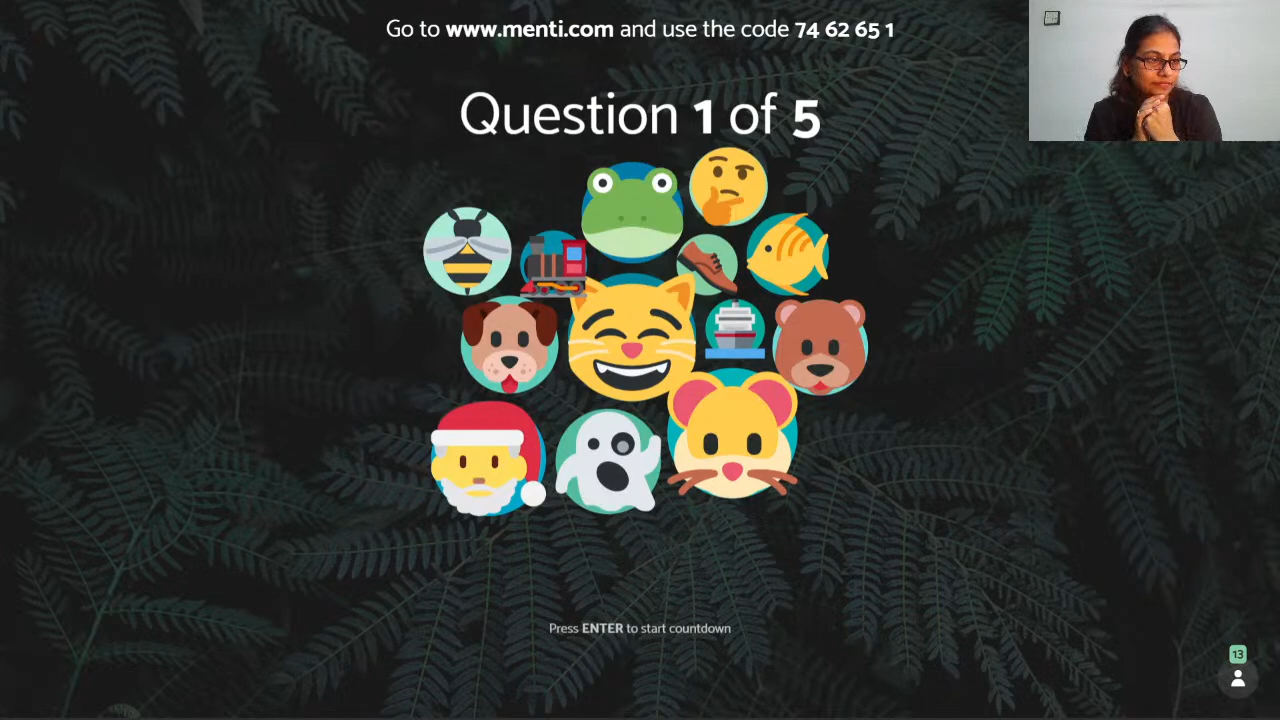 Go to www.menti.com and use the code 74 62 65 1
Question 1 of 5
Press ENTER to start countdown
13